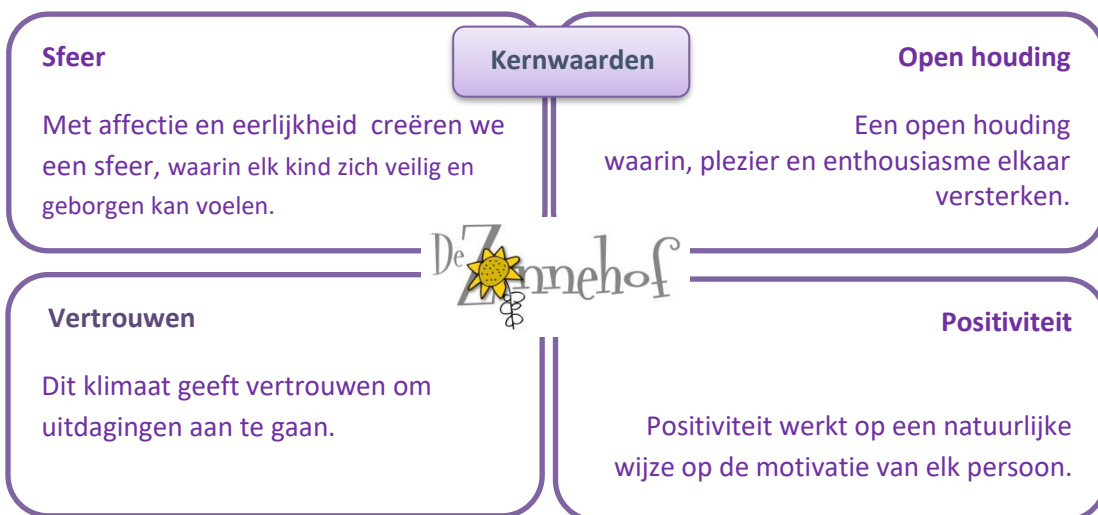 Kernwaarden
Sfeer
Met affectie en eerlijkheid creëren we
een sfeer, waarin elk kind zich veilig en
geborgen kan voelen.
Open houding
Een open houding
waarin, plezier en enthousiasme elkaar
versterken.
De Zonnehof
Vertrouwen
Dit klimaat geeft vertrouwen om
uitdagingen aan te gaan.
Positiviteit
Positiviteit werkt op een natuurlijke
wijze op de motivatie van elk persoon.